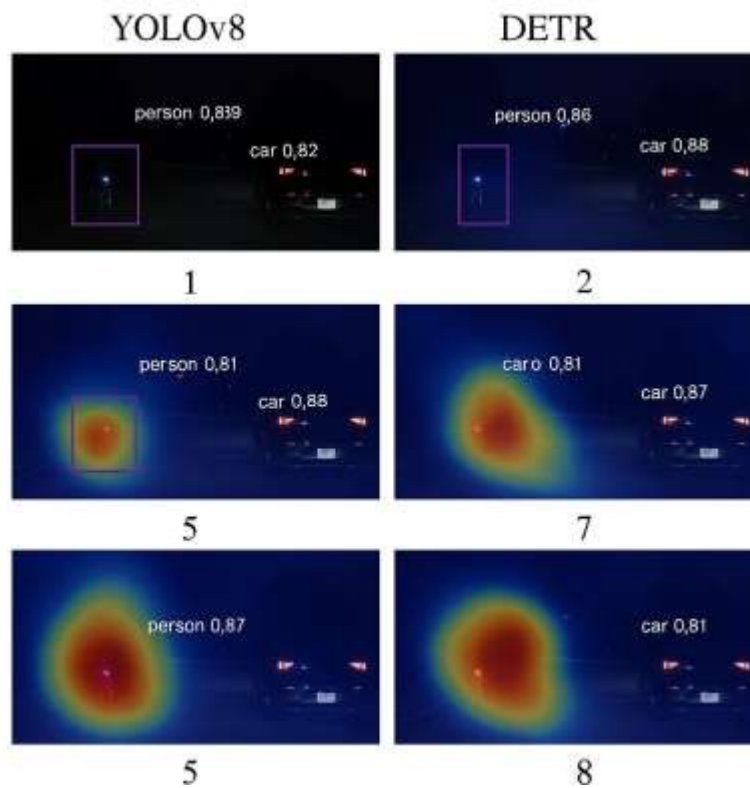 YOLOv8 DETR
person 0,839 person 0,86
car 0,82 car 0,88
1 2
person 0,81 caro 0,81
car 0,88 car 0,87
5 7
person 0,87 car 0,81
5 8